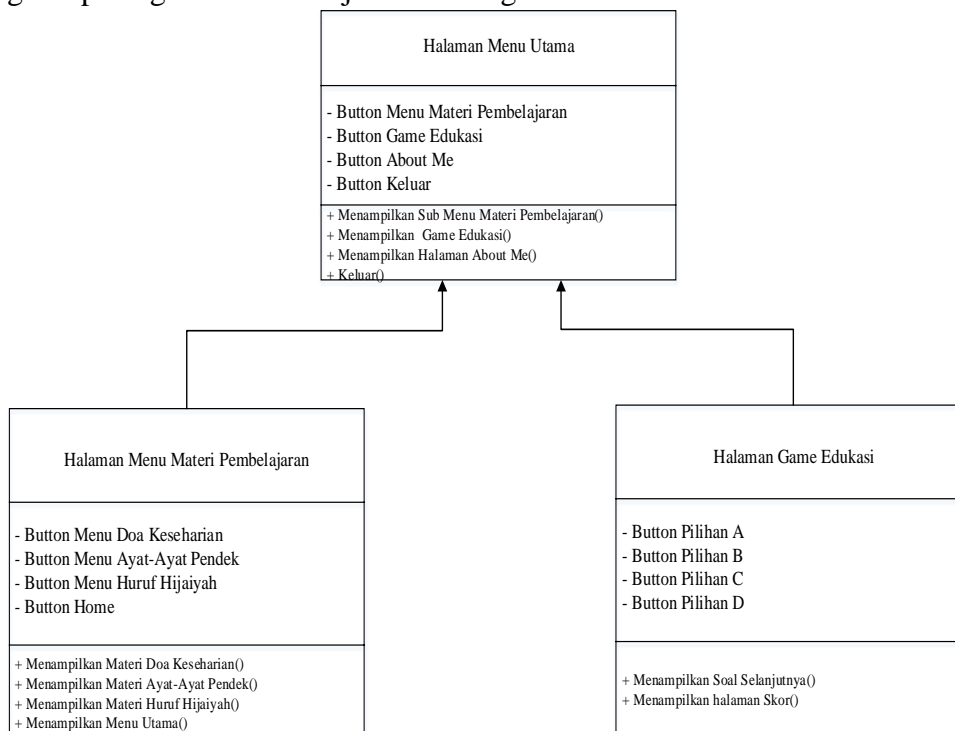 Halaman Menu Utama
- Button Menu Materi Pembelajaran
- Button Game Edukasi
- Button About Me
- Button Keluar
+ Menampilkan Sub Menu Materi Pembelajaran()
+ Menampilkan Game Edukasi()
+ Menampilkan Halaman About Me()
+ Keluar()
Halaman Menu Materi Pembelajaran
- Button Menu Doa Keseharian
- Button Menu Ayat-Ayat Pendek
- Button Menu Huruf Hijaiyah
- Button Home
+ Menampilkan Materi Doa Keseharian()
+ Menampilkan Materi Ayat-Ayat Pendek()
+ Menampilkan Materi Huruf Hijaiyah()
+ Menampilkan Menu Utama()
Halaman Game Edukasi
- Button Pilihan A
- Button Pilihan B
- Button Pilihan C
- Button Pilihan D
+ Menampilkan Soal Selanjutnya()
+ Menampilkan halaman Skor()